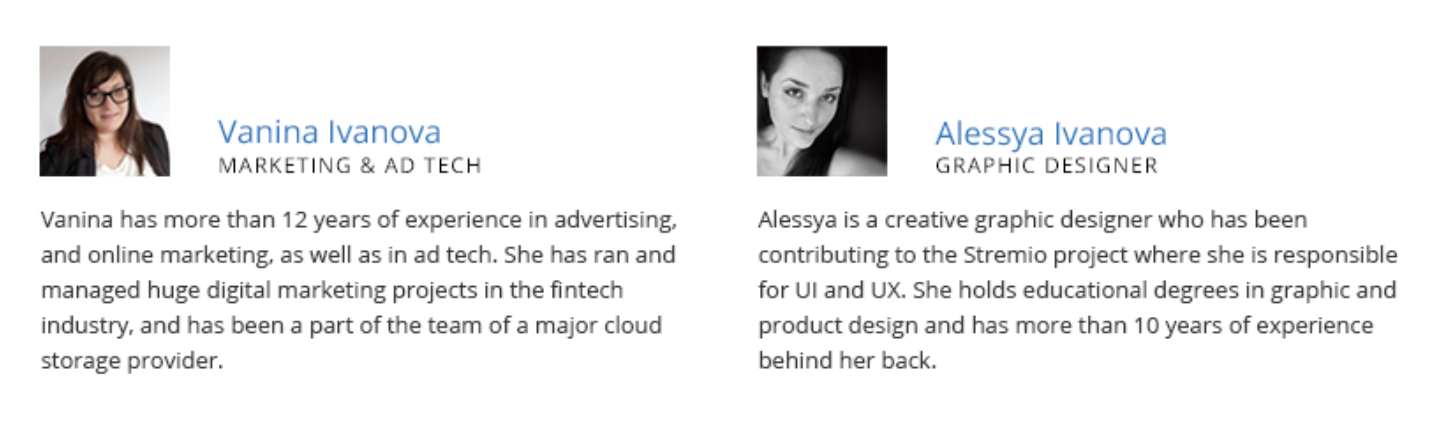 Vanina Ivanova
MARKETING & AD TECH
Vanina has more than 12 years of experience in advertising,
and online marketing, as well as in ad tech. She has ran and
managed huge digital marketing projects in the fintech
industry, and has been a part of the team of a major cloud
storage provider.
Alessya Ivanova
GRAPHIC DESIGNER
Alessya is a creative graphic designer who has been
contributing to the Stremio project where she is responsible
for UI and UX. She holds educational degrees in graphic and
product design and has more than 10 years of experience
behind her back.